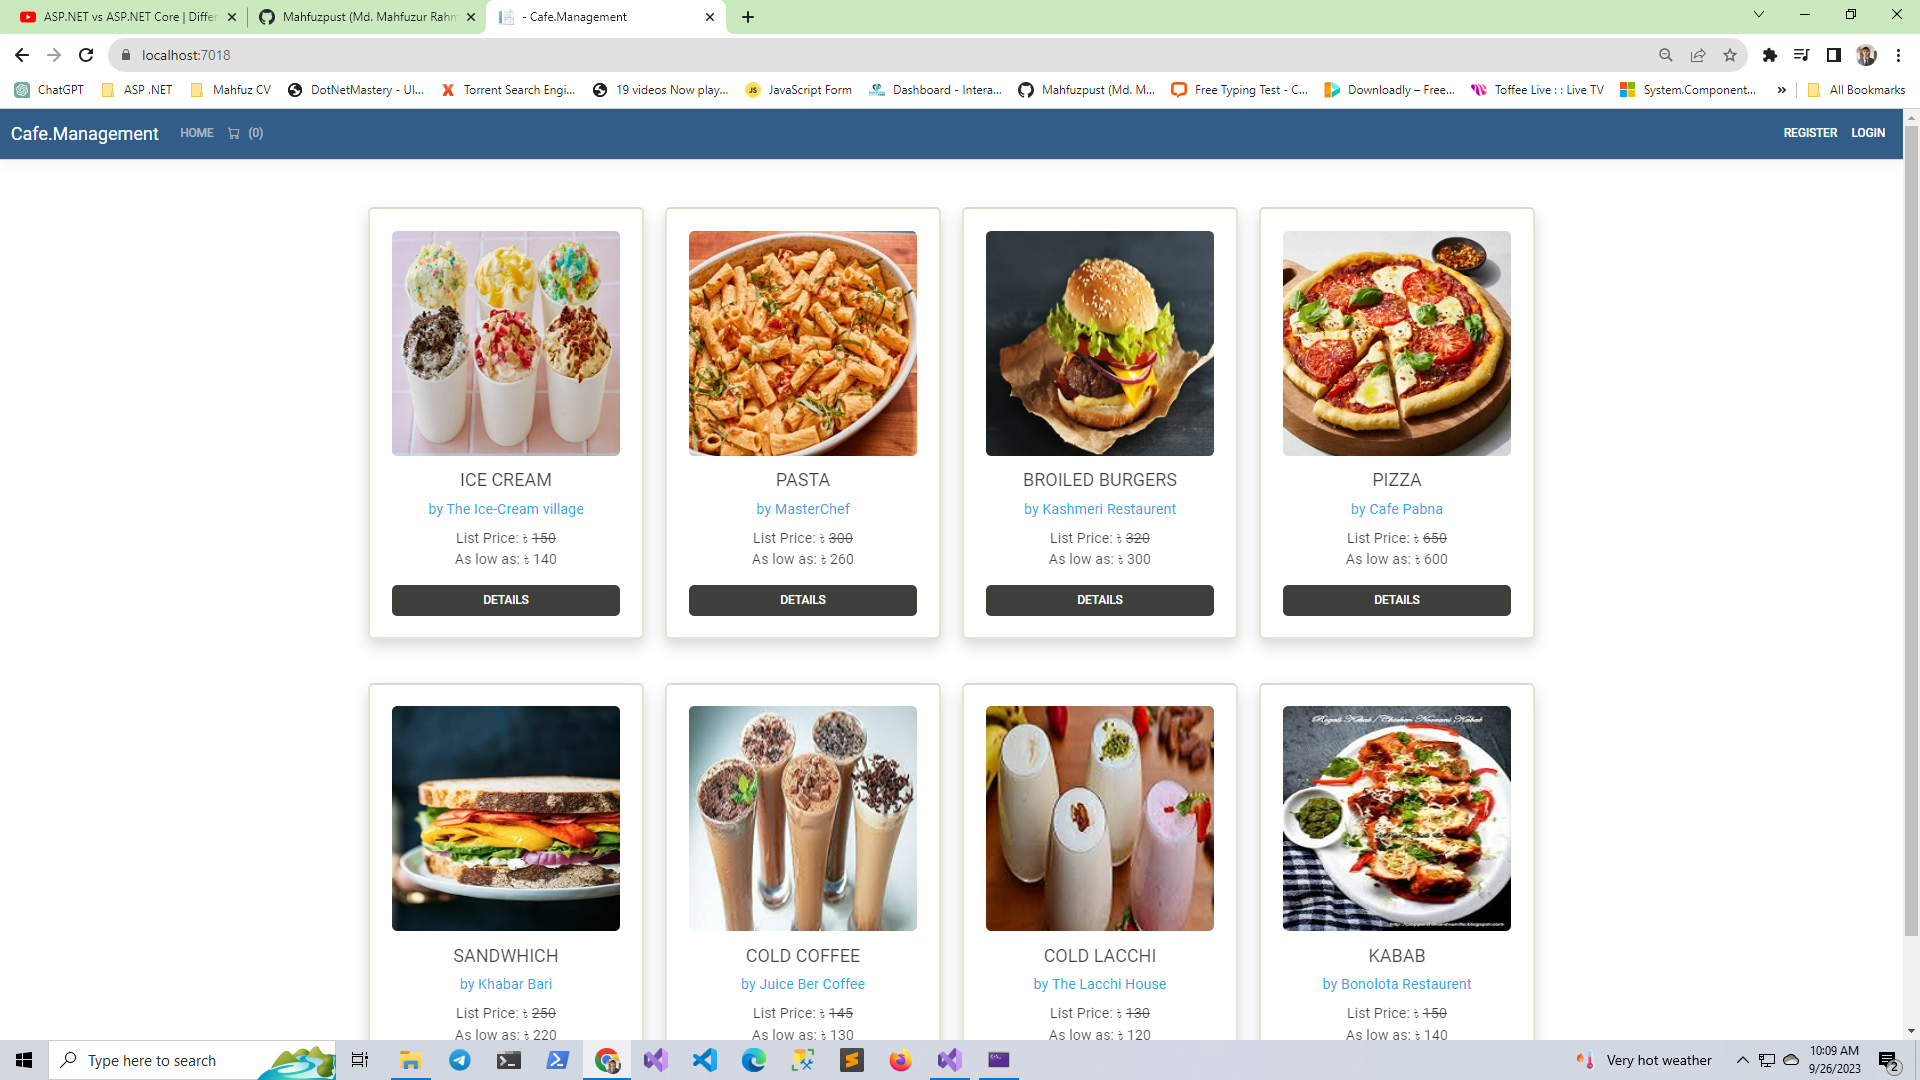 ASP.NET vs ASP.NET Core | Differ
Mahfuzpust (Md. Mahfuzur Rahm
- Cafe.Management
localhost:7018
ChatGPT
ASP .NET
Mahfuz CV
DotNetMastery - UI...
Torrent Search Engi...
19 videos Now play...
JavaScript Form
Dashboard - Intera...
Mahfuzpust (Md. M...
Free Typing Test - C...
Downloadly – Free...
Toffee Live : : Live TV
System.Component...
»
All Bookmarks
Cafe.Management
HOME
(0)
REGISTER
LOGIN
ICE CREAM
by The Ice-Cream village
List Price: ৳ 150
As low as: ৳ 140
DETAILS
PASTA
by MasterChef
List Price: ৳ 300
As low as: ৳ 260
DETAILS
BROILED BURGERS
by Kashmeri Restaurent
List Price: ৳ 320
As low as: ৳ 300
DETAILS
PIZZA
by Cafe Pabna
List Price: ৳ 650
As low as: ৳ 600
DETAILS
SANDWHICH
by Khabar Bari
List Price: ৳ 250
As low as: ৳ 220
COLD COFFEE
by Juice Ber Coffee
List Price: ৳ 145
As low as: ৳ 130
COLD LACCHI
by The Lacchi House
List Price: ৳ 130
As low as: ৳ 120
KABAB
by Bonolota Restaurent
List Price: ৳ 150
As low as: ৳ 140
Type here to search
Very hot weather
10:09 AM
9/26/2023
2